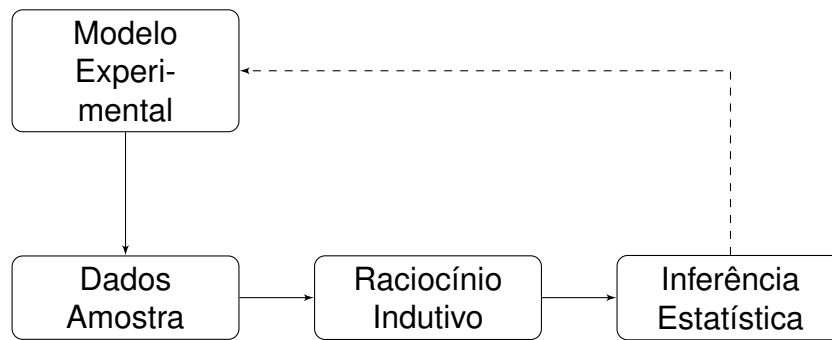 Modelo
Experi-
mental
Dados
Amostra
Raciocínio
Indutivo
Inferência
Estatística